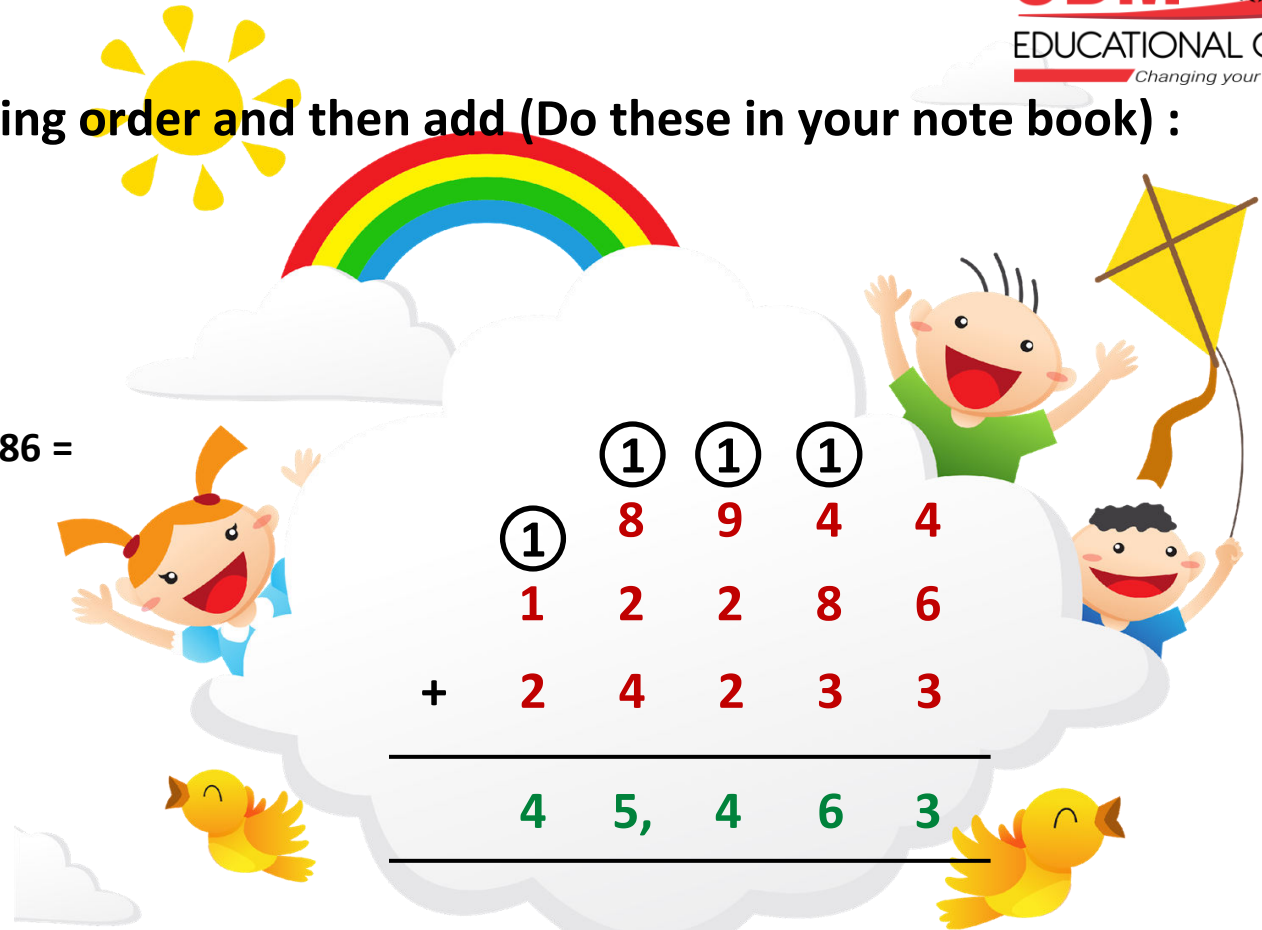 EDUCATIONAL
Changing your
ing order and then add (Do these in your note book) :
86 =
1 1 1
8 9 4 4
1
1 2 2 8 6
+ 2 4 2 3 3
4 5, 4 6 3